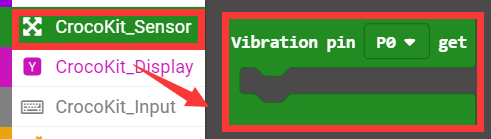 CrocoKit_Sensor
Y CrocoKit_Display
CrocoKit_Input
Vibration pin P0 get